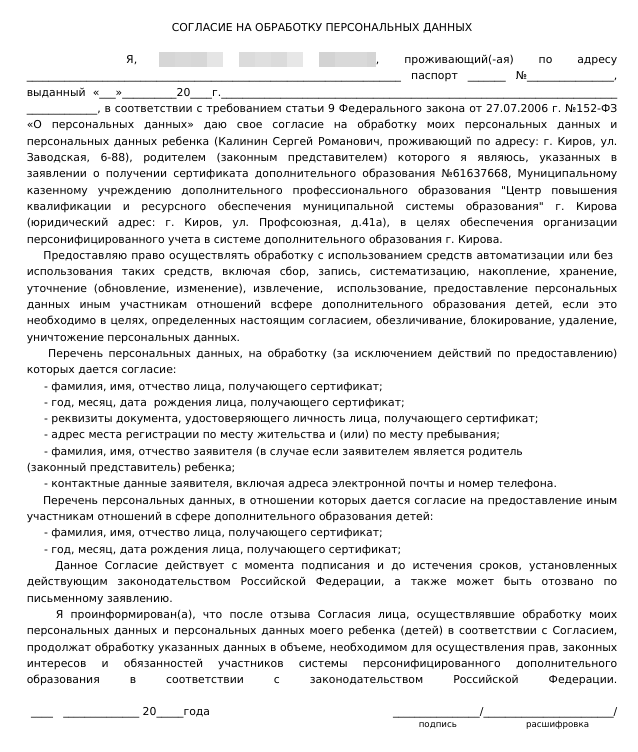 СОГЛАСИЕ НА ОБРАБОТКУ ПЕРСОНАЛЬНЫХ ДАННЫХ
Я, , проживающий(-ая) по адресу
______________________________________________________________ паспорт _______ №________________,
выданный «___»__________20____г.__________________________________________________________________
_____________, в соответствии с требованием статьи 9 Федерального закона от 27.07.2006 г. №152-ФЗ
«О персональных данных» даю свое согласие на обработку моих персональных данных и
персональных данных ребенка (Калинин Сергей Романович, проживающий по адресу: г. Киров, ул.
Заводская, 6-88), родителем (законным представителем) которого я являюсь, указанных в
заявлении о получении сертификата дополнительного образования №61637668, Муниципальному
казенному учреждению дополнительного профессионального образования "Центр повышения
квалификации и ресурсного обеспечения муниципальной системы образования" г. Кирова
(юридический адрес: г. Киров, ул. Профсоюзная, д.41а), в целях обеспечения организации
персонифицированного учета в системе дополнительного образования г. Кирова.
Предоставляю право осуществлять обработку с использованием средств автоматизации или без
использования таких средств, включая сбор, запись, систематизацию, накопление, хранение,
уточнение (обновление, изменение), извлечение, использование, предоставление персональных
данных иным участникам отношений всфере дополнительного образования детей, если это
необходимо в целях, определенных настоящим согласием, обезличивание, блокирование, удаление,
уничтожение персональных данных.
Перечень персональных данных, на обработку (за исключением действий по предоставлению)
которых дается согласие:
- фамилия, имя, отчество лица, получающего сертификат;
- год, месяц, дата рождения лица, получающего сертификат;
- реквизиты документа, удостоверяющего личность лица, получающего сертификат;
- адрес места регистрации по месту жительства и (или) по месту пребывания;
- фамилия, имя, отчество заявителя (в случае если заявителем является родитель
(законный представитель) ребенка;
- контактные данные заявителя, включая адреса электронной почты и номер телефона.
Перечень персональных данных, в отношении которых дается согласие на предоставление иным
участникам отношений в сфере дополнительного образования детей:
- фамилия, имя, отчество лица, получающего сертификат;
- год, месяц, дата рождения лица, получающего сертификат;
Данное Согласие действует с момента подписания и до истечения сроков, установленных
действующим законодательством Российской Федерации, а также может быть отозвано по
письменному заявлению.
Я проинформирован(а), что после отзыва Согласия лица, осуществлявшие обработку моих
персональных данных и персональных данных моего ребенка (детей) в соответствии с Согласием,
продолжат обработку указанных данных в объеме, необходимом для осуществления прав, законных
интересов и обязанностей участников системы персонифицированного дополнительного
образования в соответствии с законодательством Российской Федерации.
____ ______________ 20_____года ________________/______________________/
подпись расшифровка